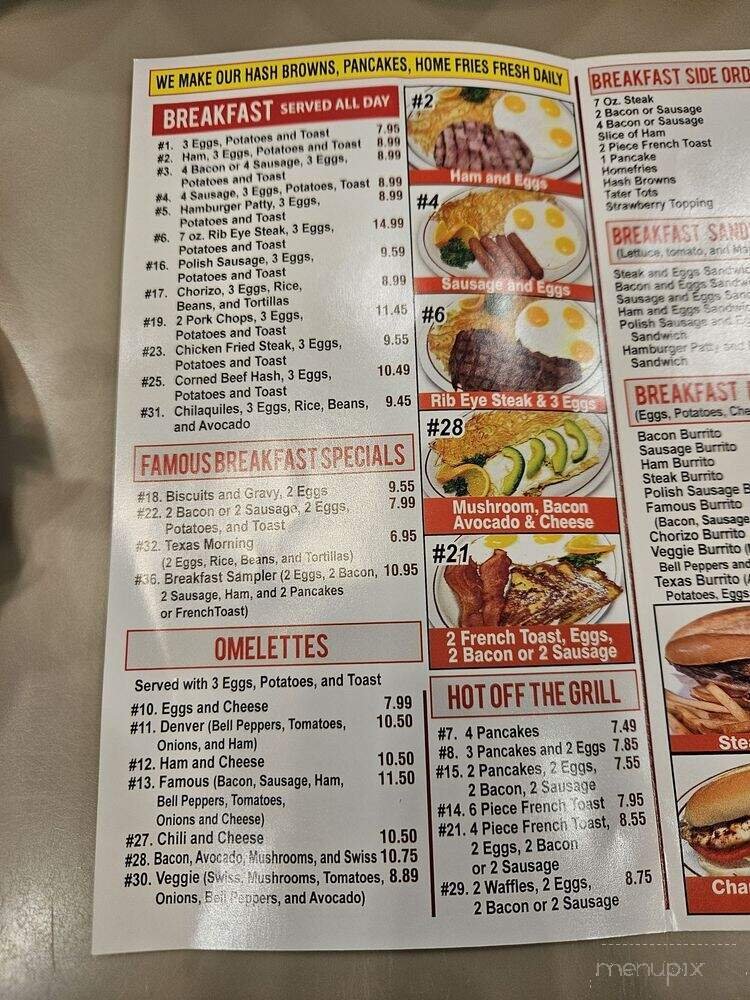 WE MAKE OUR HASH BROWNS, PANCAKES, HOME FRIES FRESH DAILY
BREAKFAST SERVED ALL DAY
#1. 3 Eggs, Potatoes and Toast 7.95
#2. Ham, 3 Eggs, Potatoes and Toast 8.99
#3. 4 Bacon or 4 Sausage, 3 Eggs, 8.99
Potatoes and Toast
#4. 4 Sausage, 3 Eggs, Potatoes, Toast 8.99
#5. Hamburger Patty, 3 Eggs, 8.99
Potatoes and Toast
#6. 7 oz. Rib Eye Steak, 3 Eggs, 14.99
Potatoes and Toast
#16. Polish Sausage, 3 Eggs, 9.59
Potatoes and Toast
#17. Chorizo, 3 Eggs, Rice, 8.99
Beans, and Tortillas
#19. 2 Pork Chops, 3 Eggs, 11.45
Potatoes and Toast
#23. Chicken Fried Steak, 3 Eggs, 9.55
Potatoes and Toast
#25. Corned Beef Hash, 3 Eggs, 10.49
Potatoes and Toast
#31. Chilaquiles, 3 Eggs, Rice, Beans, 9.45
and Avocado
FAMOUS BREAKFAST SPECIALS
#18. Biscuits and Gravy, 2 Eggs 9.55
#22. 2 Bacon or 2 Sausage, 2 Eggs, 7.99
Potatoes, and Toast
#32. Texas Morning 6.95
(2 Eggs, Rice, Beans, and Tortillas)
#36. Breakfast Sampler (2 Eggs, 2 Bacon, 10.95
2 Sausage, Ham, and 2 Pancakes
or FrenchToast)
OMELETTES
Served with 3 Eggs, Potatoes, and Toast
#10. Eggs and Cheese 7.99
#11. Denver (Bell Peppers, Tomatoes, 10.50
Onions, and Ham)
#12. Ham and Cheese 10.50
#13. Famous (Bacon, Sausage, Ham, 11.50
Bell Peppers, Tomatoes,
Onions and Cheese)
#27. Chili and Cheese 10.50
#28. Bacon, Avocado, Mushrooms, and Swiss 10.75
#30. Veggie (Swiss, Mushrooms, Tomatoes, 8.89
Onions, Bell Peppers, and Avocado)
#2
Ham and Eggs
#4
Sausage and Eggs
#6
Rib Eye Steak & 3 Eggs
#28
Mushroom, Bacon
Avocado & Cheese
#21
2 French Toast, Eggs,
2 Bacon or 2 Sausage
HOT OFF THE GRILL
#7. 4 Pancakes 7.49
#8. 3 Pancakes and 2 Eggs 7.85
#15. 2 Pancakes, 2 Eggs, 7.55
2 Bacon, 2 Sausage
#14. 6 Piece French Toast 7.95
#21. 4 Piece French Toast, 8.55
2 Eggs, 2 Bacon
or 2 Sausage
#29. 2 Waffles, 2 Eggs, 8.75
2 Bacon or 2 Sausage
BREAKFAST SIDE ORD
7 Oz. Steak
2 Bacon or Sausage
4 Bacon or Sausage
Slice of Ham
2 Piece French Toast
1 Pancake
Homefries
Hash Browns
Tater Tots
Strawberry Topping
BREAKFAST SAND
(Lettuce, tomato, and Ma
Steak and Eggs Sandwic
Bacon and Eggs Sandwi
Sausage and Eggs San
Ham and Eggs Sandwi
Polish Sausage and
Sandwich
Hamburger Patty and
Sandwich
BREAKFAST
(Eggs, Potatoes, Che
Bacon Burrito
Sausage Burrito
Ham Burrito
Steak Burrito
Polish Sausage B
Famous Burrito
(Bacon, Sausage
Chorizo Burrito
Veggie Burrito (
Bell Peppers and
Texas Burrito (
Potatoes, Eggs
Stea
Cha
menupix